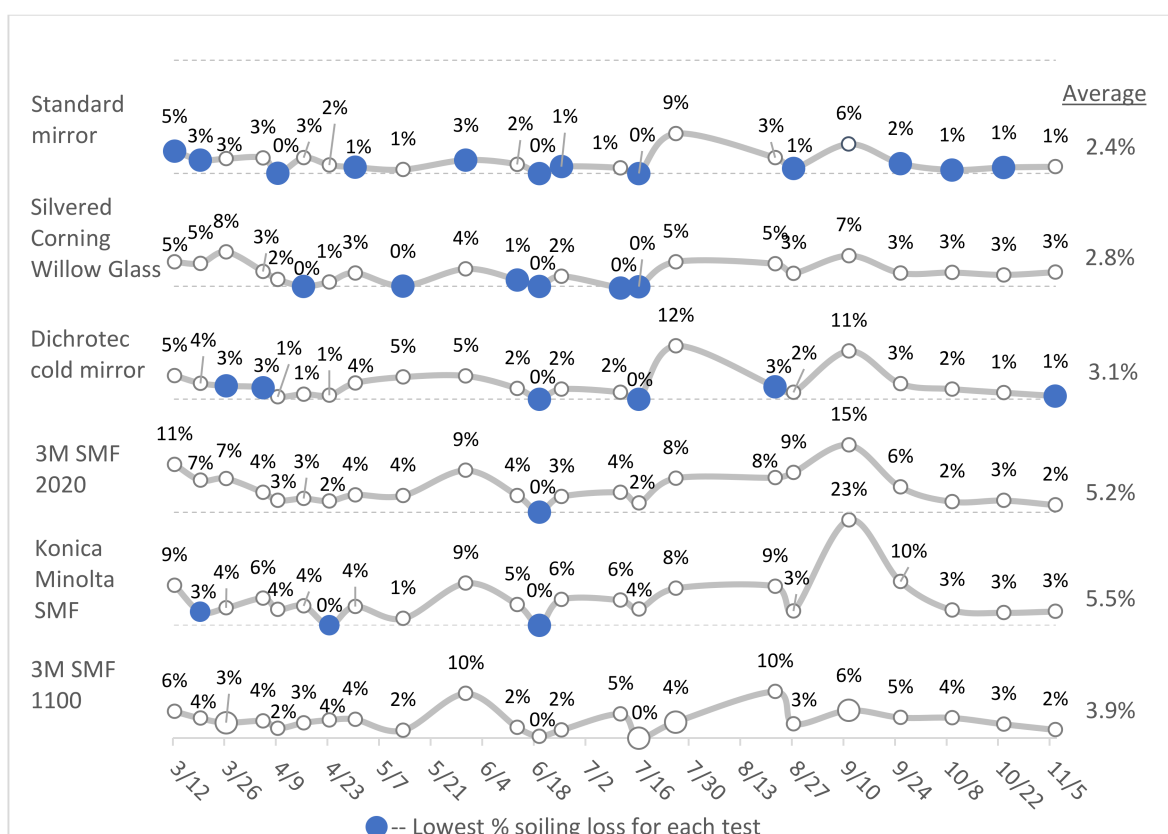 Average
Standard
mirror
5% 3% 3% 3% 0% 3% 2% 1% 1% 3% 2% 0% 1% 1% 0% 9% 3% 1% 6% 2% 1% 1% 1%
2.4%
Silvered
Corning
Willow Glass
5% 5% 8% 3% 2% 0% 1% 3% 0% 4% 1% 0% 2% 0% 0% 5% 5% 3% 7% 3% 3% 3% 3%
2.8%
Dichrotec
cold mirror
5% 4% 3% 3% 1% 1% 1% 4% 5% 5% 2% 0% 2% 2% 0% 12% 3% 2% 11% 3% 2% 1% 1%
3.1%
3M SMF
2020
11% 7% 7% 4% 3% 3% 2% 4% 4% 9% 4% 0% 3% 4% 2% 8% 8% 9% 15% 6% 2% 3% 2%
5.2%
Konica
Minolta
SMF
9% 3% 4% 6% 4% 4% 0% 4% 1% 9% 5% 0% 6% 6% 4% 8% 9% 3% 23% 10% 3% 3% 3%
5.5%
3M SMF
1100
6% 4% 3% 4% 2% 3% 4% 4% 2% 10% 2% 0% 2% 5% 0% 4% 10% 3% 6% 5% 4% 3% 2%
3.9%
3/12 3/26 4/9 4/23 5/7 5/21 6/4 6/18 7/2 7/16 7/30 8/13 8/27 9/10 9/24 10/8 10/22 11/5
-- Lowest % soiling loss for each test